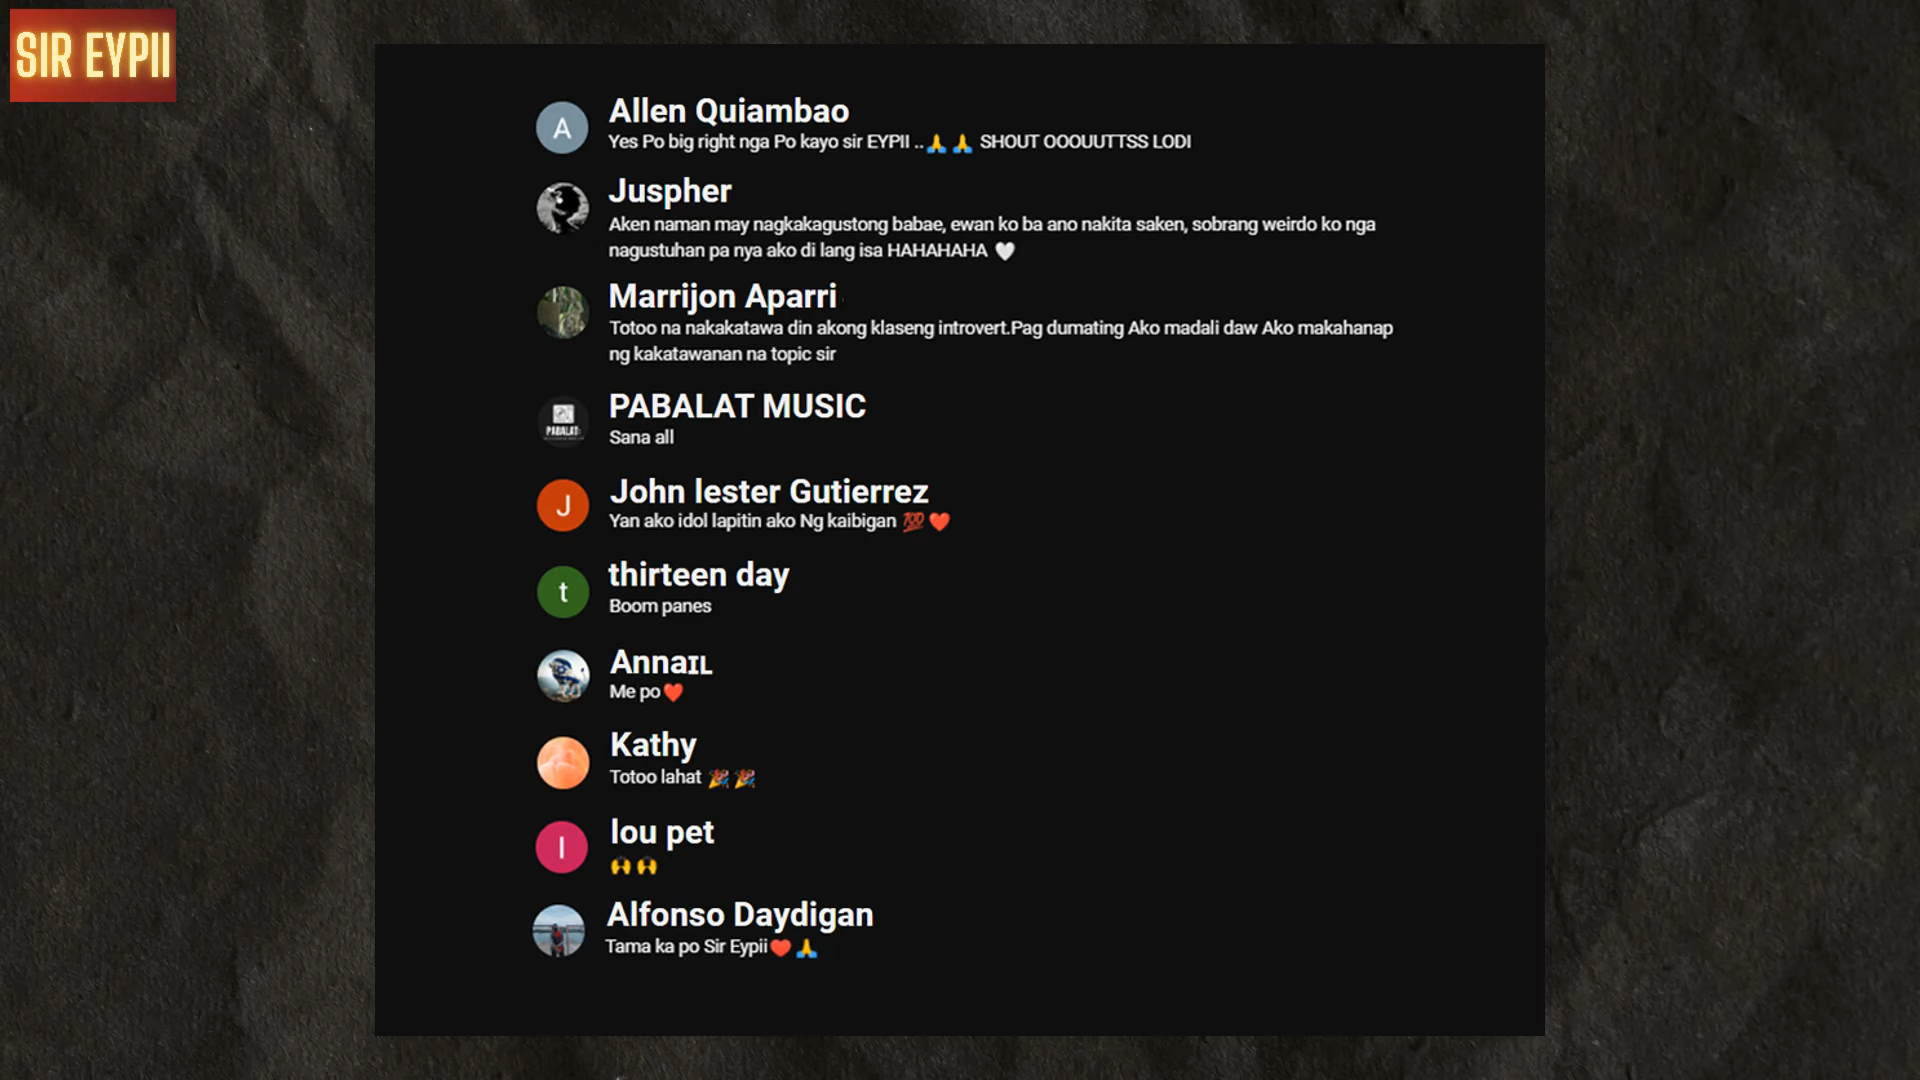 SIR EYPII
A
Allen Quiambao
Yes Po big right nga Po kayo sir EYPII ..🙏 🙏 SHOUT OOOUUTTSS LODI
Juspher
Aken naman may nagkakagustong babae, ewan ko ba ano nakita saken, sobrang weirdo ko nga
nagustuhan pa nya ako di lang isa HAHAHAHA 🤍
Marrijon Aparri
Totoo na nakakatawa din akong klaseng introvert.Pag dumating Ako madali daw Ako makahanap
ng kakatawanan na topic sir
PABALAT
PABALAT MUSIC
Sana all
J
John lester Gutierrez
Yan ako idol lapitin ako Ng kaibigan 💯 ❤️
t
thirteen day
Boom panes
Annaɪʟ
Me po❤️
Kathy
Totoo lahat 🎉 🎉
l
lou pet
🙌 🙌
Alfonso Daydigan
Tama ka po Sir Eypii❤️ 🙏